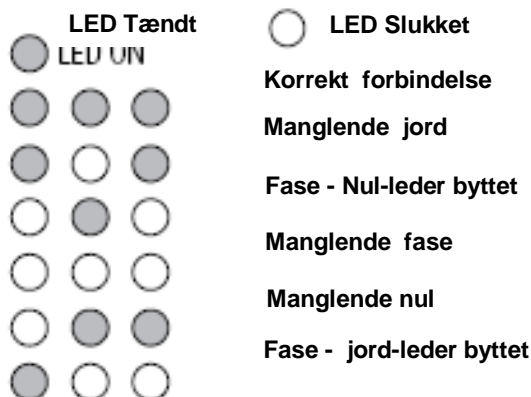 LED Tændt
LED Slukket
LED ON
Korrekt forbindelse
Manglende jord
Fase - Nul-leder byttet
Manglende fase
Manglende nul
Fase - jord-leder byttet